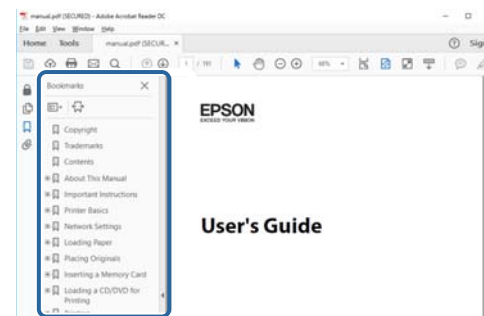 manual.pdf (SECURED) - Adobe Acrobat Reader DC
File Edit View Window Help
Home Tools manual.pdf (SECUR... ×
Sig
1
Bookmarks
Copyright
Trademarks
Contents
About This Manual
Important Instructions
Printer Basics
Network Settings
Loading Paper
Placing Originals
Inserting a Memory Card
Loading a CD/DVD for
Printing
EPSON
EXCEED YOUR VISION
User's Guide